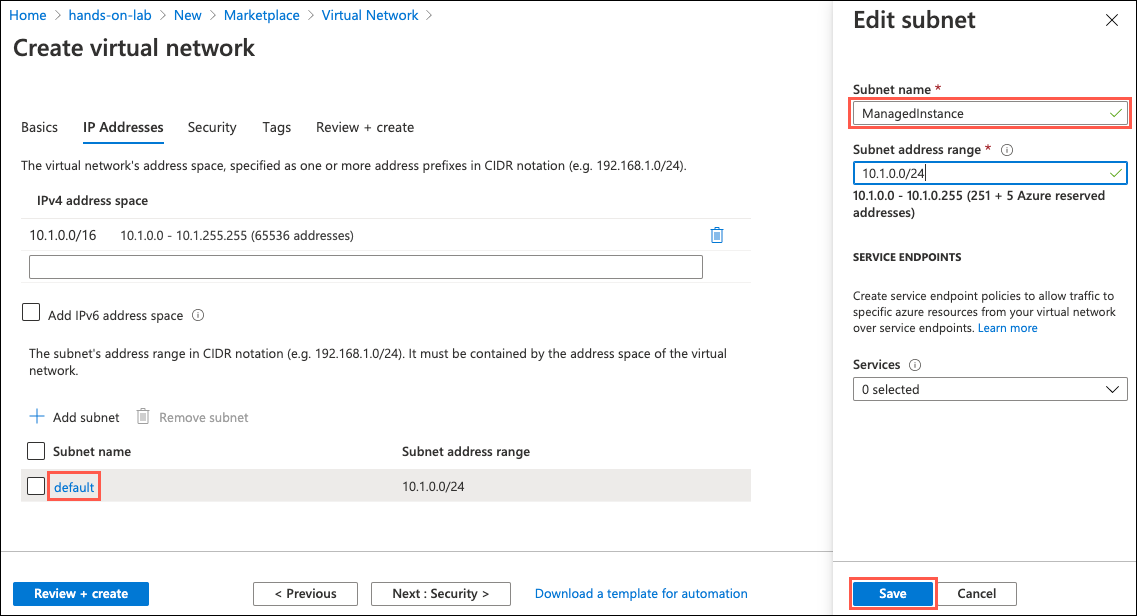 Home > hands-on-lab > New > Marketplace > Virtual Network >
Create virtual network
Basics IP Addresses Security Tags Review + create
The virtual network's address space, specified as one or more address prefixes in CIDR notation (e.g. 192.168.1.0/24).
IPv4 address space
10.1.0.0/16 10.1.0.0 - 10.1.255.255 (65536 addresses)
Add IPv6 address space
The subnet's address range in CIDR notation (e.g. 192.168.1.0/24). It must be contained by the address space of the virtual
network.
Add subnet Remove subnet
Subnet name Subnet address range
default 10.1.0.0/24
Review + create < Previous Next : Security > Download a template for automation
Edit subnet
Subnet name *
ManagedInstance
Subnet address range *
10.1.0.0/24
10.1.0.0 - 10.1.0.255 (251 + 5 Azure reserved
addresses)
SERVICE ENDPOINTS
Create service endpoint policies to allow traffic to
specific azure resources from your virtual network
over service endpoints. Learn more
Services
0 selected
Save Cancel